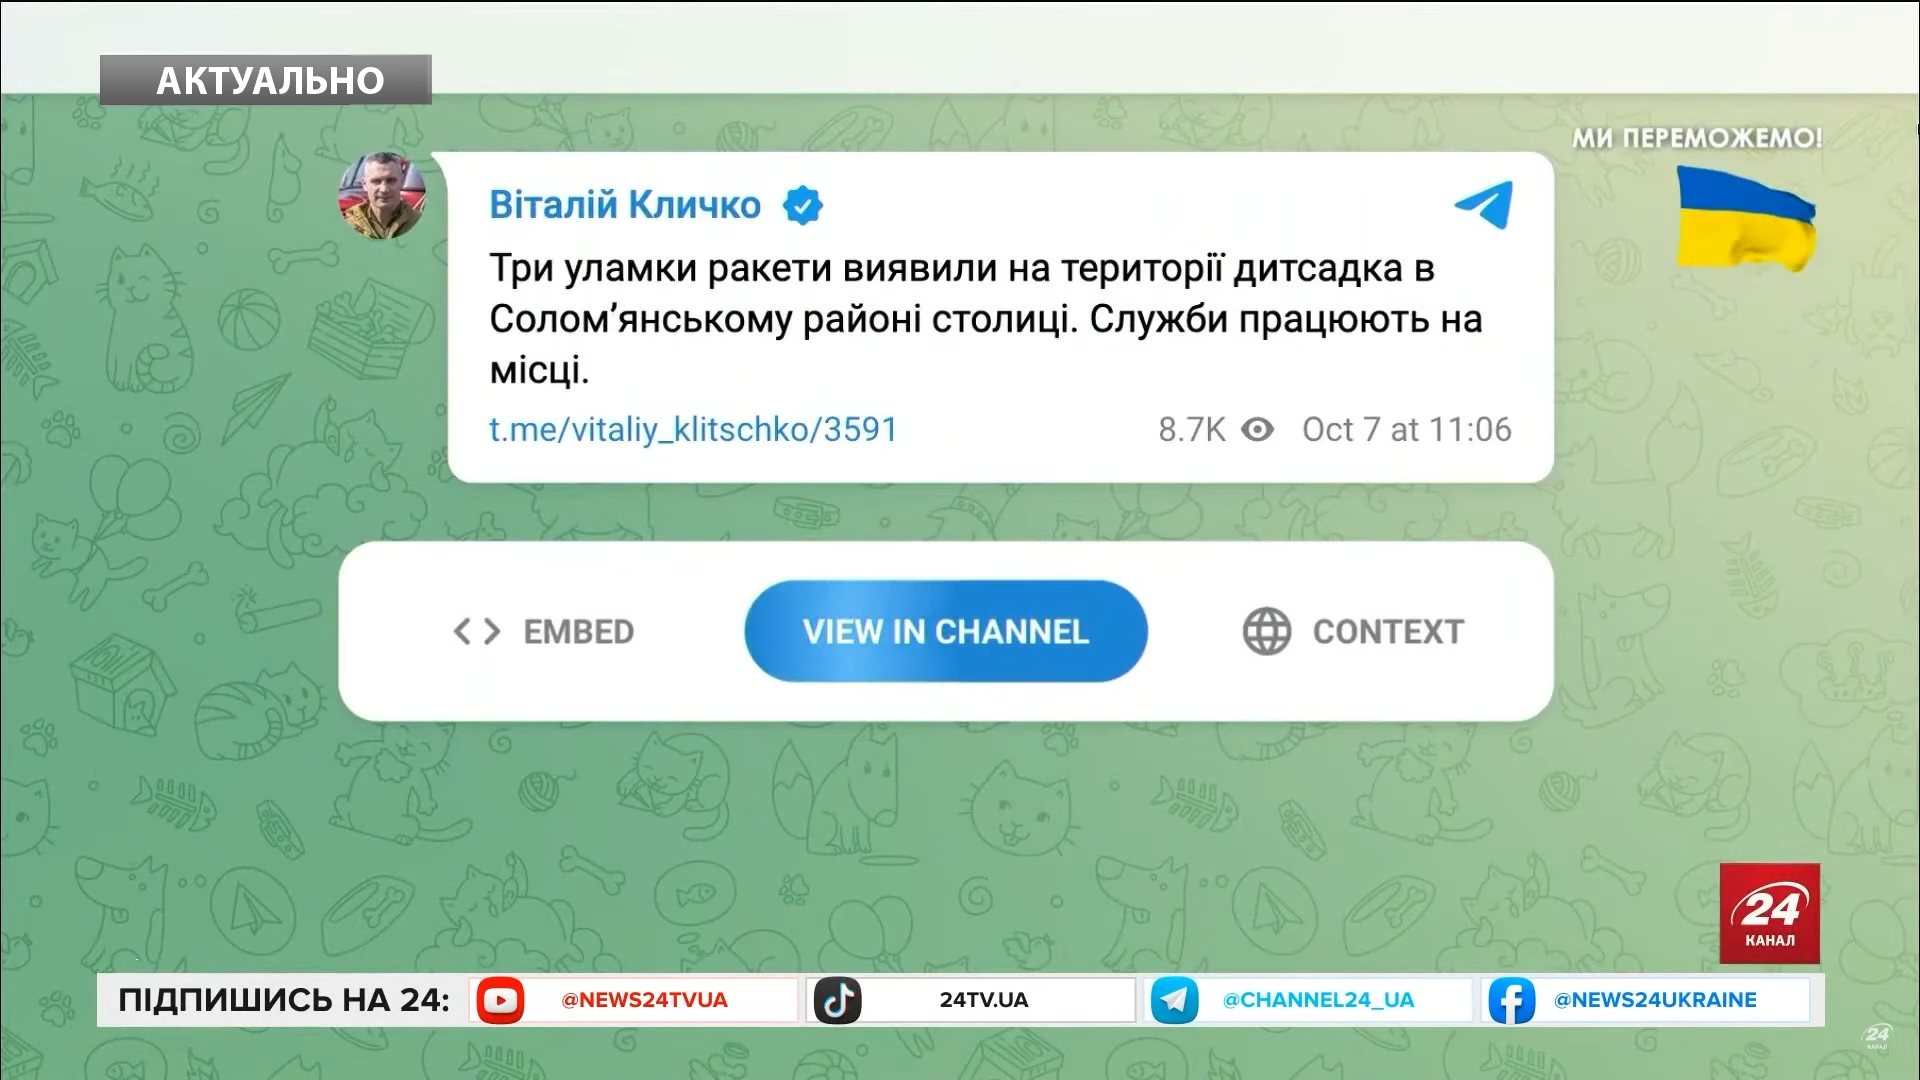 АКТУАЛЬНО
МИ ПЕРЕМОЖЕМО!
Віталій Кличко
Три уламки ракети виявили на території дитсадка в
Солом’янському районі столиці. Служби працюють на
місці.
t.me/vitaliy_klitschko/3591 8.7K Oct 7 at 11:06
EMBED VIEW IN CHANNEL CONTEXT
24
КАНАЛ
ПІДПИШИСЬ НА 24: @NEWS24TVUA 24TV.UA @CHANNEL24_UA @NEWS24UKRAINE
24
КАНАЛ